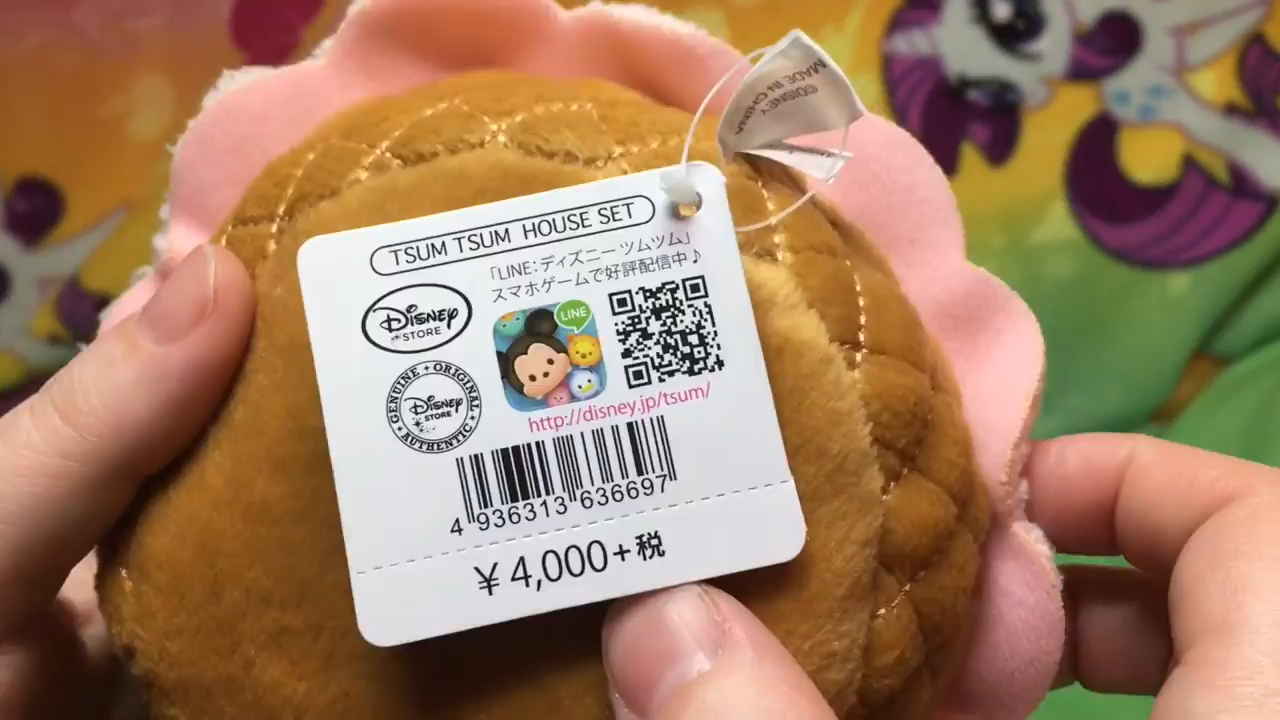 ©DISNEY
MADE IN CHINA
TSUM TSUM HOUSE SET
「LINE:ディズニー ツムツム」
スマホゲームで好評配信中♪
Disney
STORE
LINE
GENUINE + ORIGINAL + AUTHENTIC
Disney
STORE
http://disney.jp/tsum/
4 936313 636697
¥4,000+税